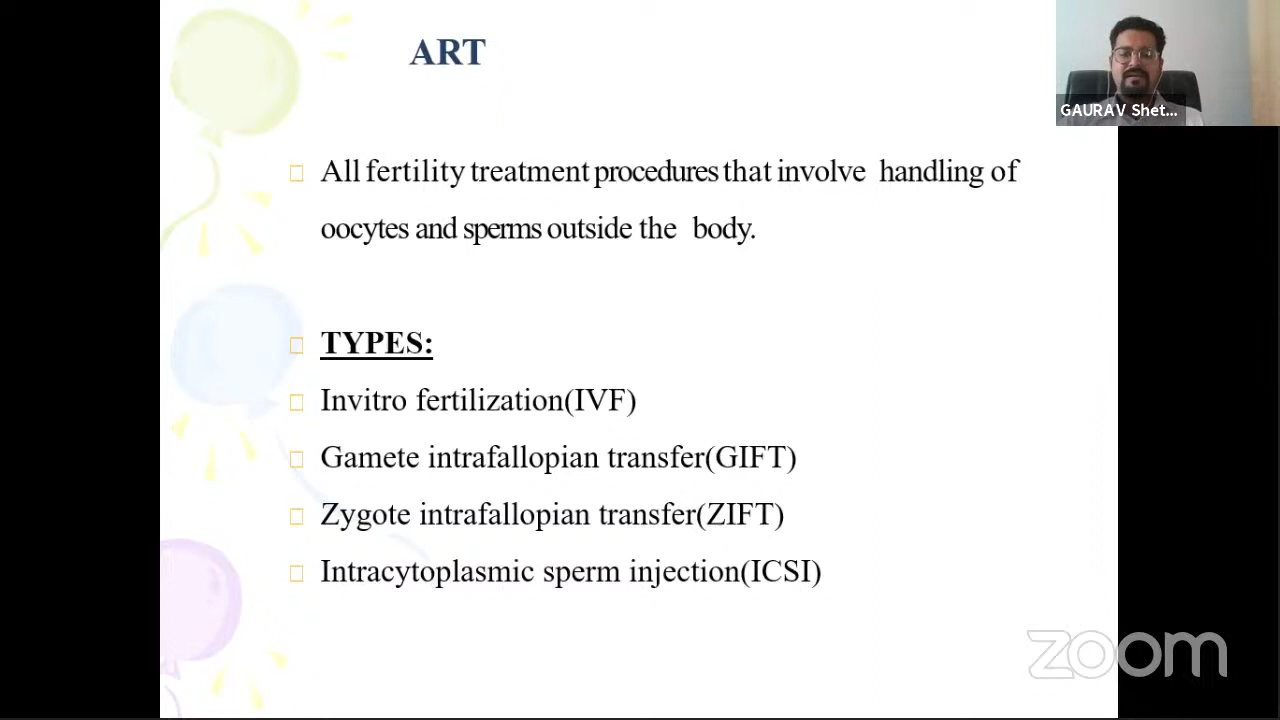 ART
GAURAV Shet...
All fertility treatment procedures that involve handling of
oocytes and sperms outside the body.
TYPES:
Invitro fertilization(IVF)
Gamete intrafallopian transfer(GIFT)
Zygote intrafallopian transfer(ZIFT)
Intracytoplasmic sperm injection(ICSI)
zoom